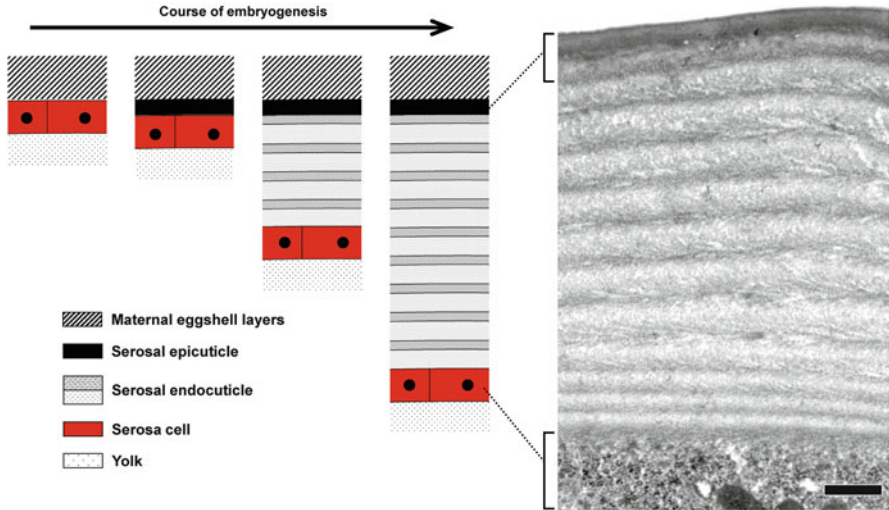 Course of embryogenesis
Maternal eggshell layers
Serosal epicuticle
Serosal endocuticle
Serosa cell
Yolk